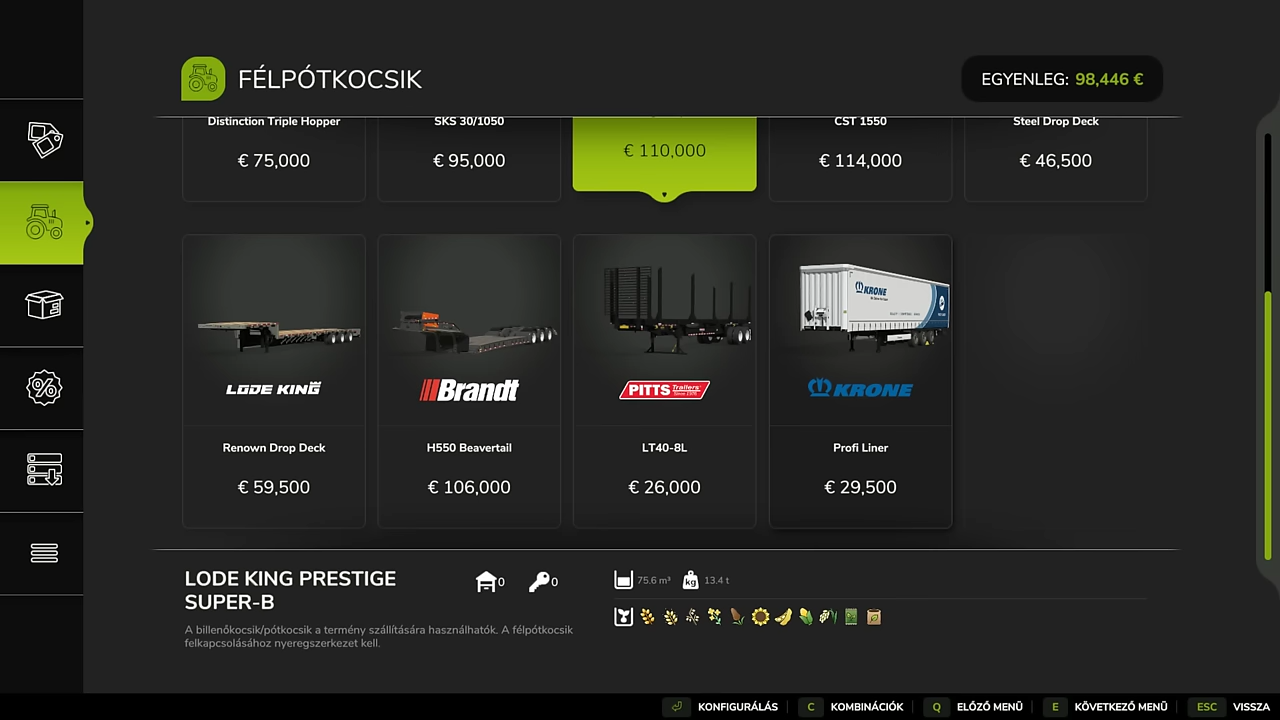 FÉLPÓTKOCSIK
EGYENLEG: 98,446 €
Distinction Triple Hopper
SKS 30/1050
CST 1550
Steel Drop Deck
€ 75,000
€ 95,000
€ 110,000
€ 114,000
€ 46,500
KRONE
LODE KING
Brandt
PITTS Trailers
Since 1976
KRONE
Renown Drop Deck
H550 Beavertail
LT40-8L
Profi Liner
€ 59,500
€ 106,000
€ 26,000
€ 29,500
LODE KING PRESTIGE
SUPER-B
0
0
75.6 m³
kg 13.4 t
A billenőkocsik/pótkocsik a termény szállítására használhatók. A félpótkocsik
felkapcsolásához nyeregszerkezet kell.
KONFIGURÁLÁS
C KOMBINÁCIÓK
Q ELŐZŐ MENÜ
E KÖVETKEZŐ MENÜ
ESC VISSZA